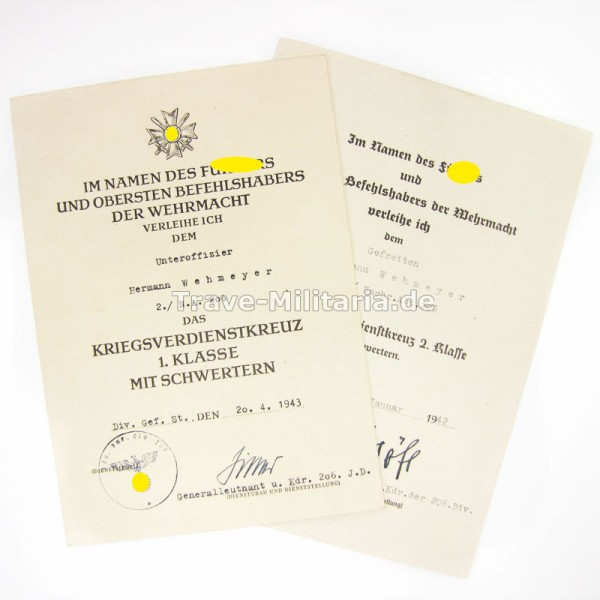 IM NAMEN DES
UND OBERSTEN BEFEHLSHABERS
DER WEHRMACHT
VERLEIHE ICH
DEM
Unteroffizier
Hermann Wehmeyer
DAS
KRIEGSVERDIENSTKREUZ
1. KLASSE
MIT SCHWERTERN
Div. Gef. St., DEN 20. 4. 1943
Generalleutnant u. Kdr. 206. J.D.
(DIENSTGRAD UND DIENSTSTELLUNG)
Im Namen des
und
Befehlshabers der Wehrmacht
verleihe ich
dem
Gefreiten
Wehmeyer
2. Klasse
1942
Kdr. der 206. Div.
Trave-Militaria.de